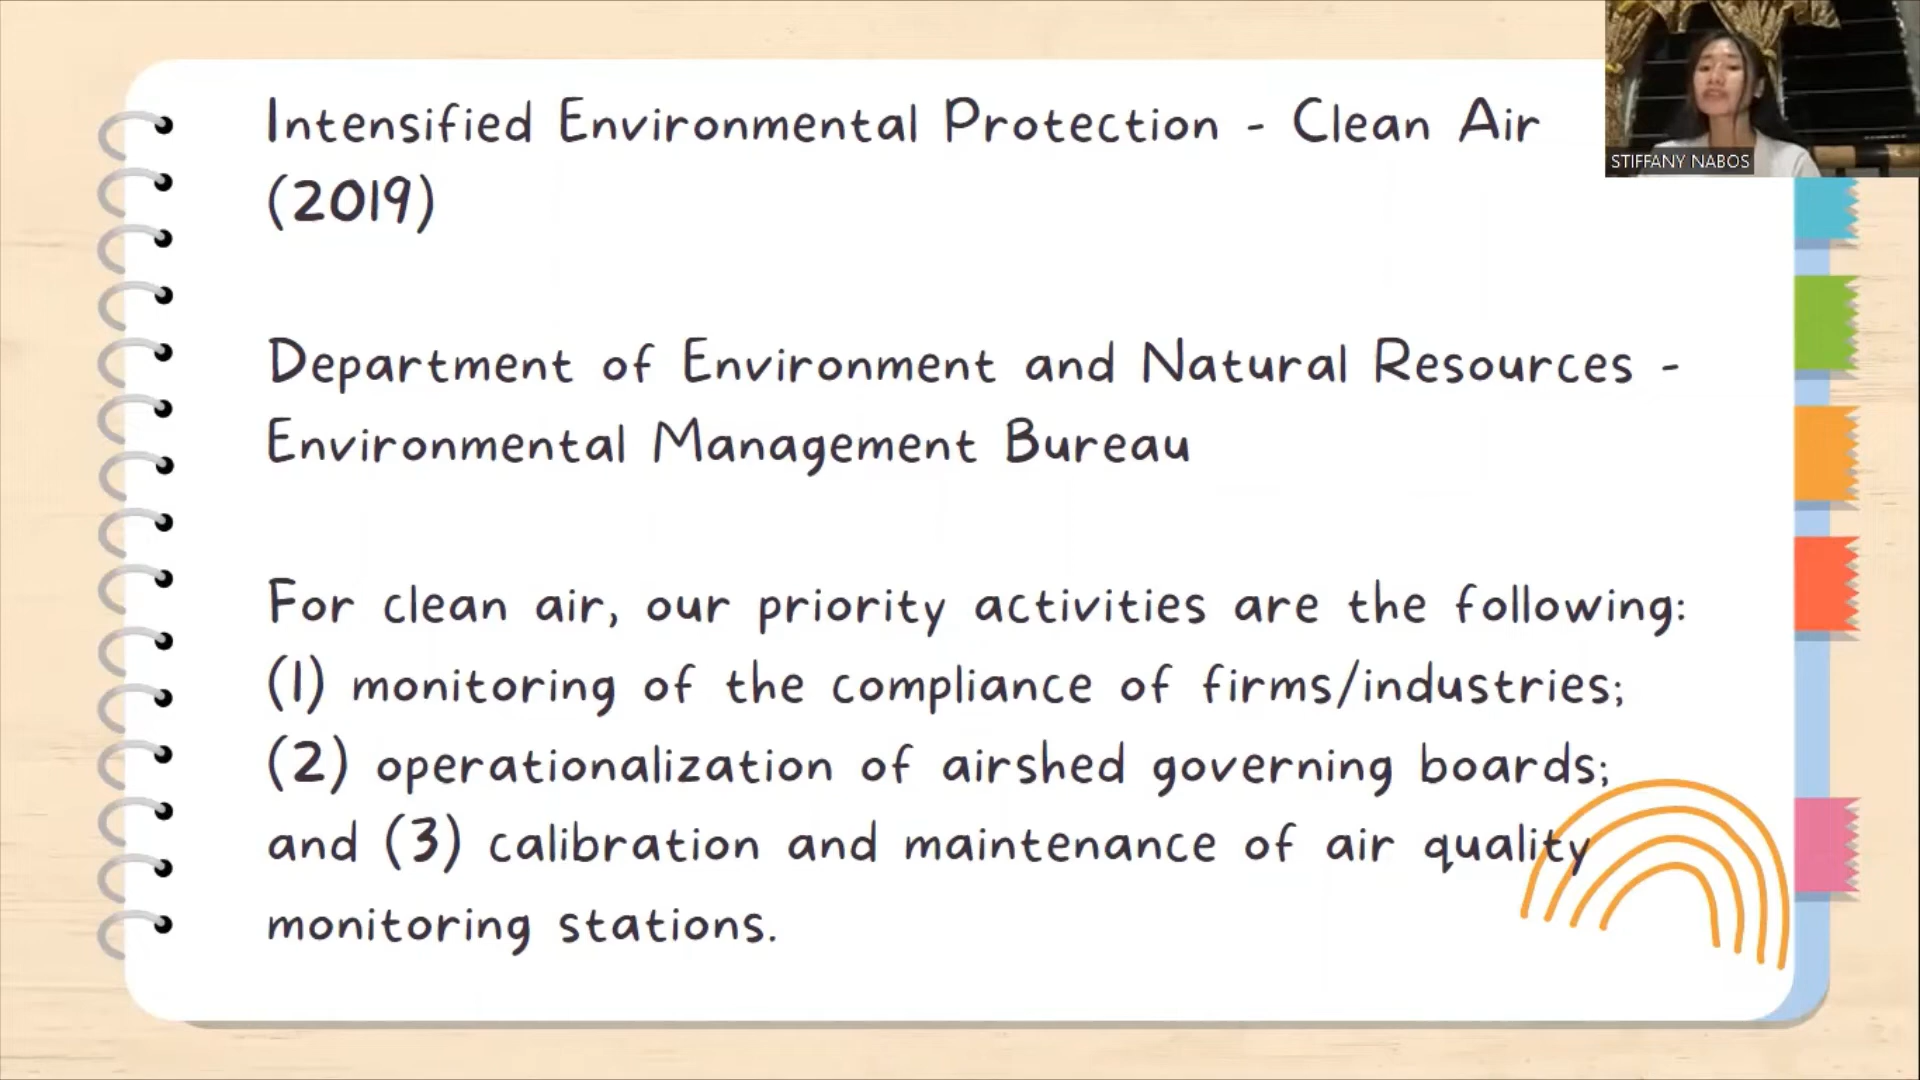 Intensified Environmental Protection - Clean Air
(2019)
Department of Environment and Natural Resources -
Environmental Management Bureau
For clean air, our priority activities are the following:
(1) monitoring of the compliance of firms/industries;
(2) operationalization of airshed governing boards;
and (3) calibration and maintenance of air quality
monitoring stations.
STIFFANY NABOS